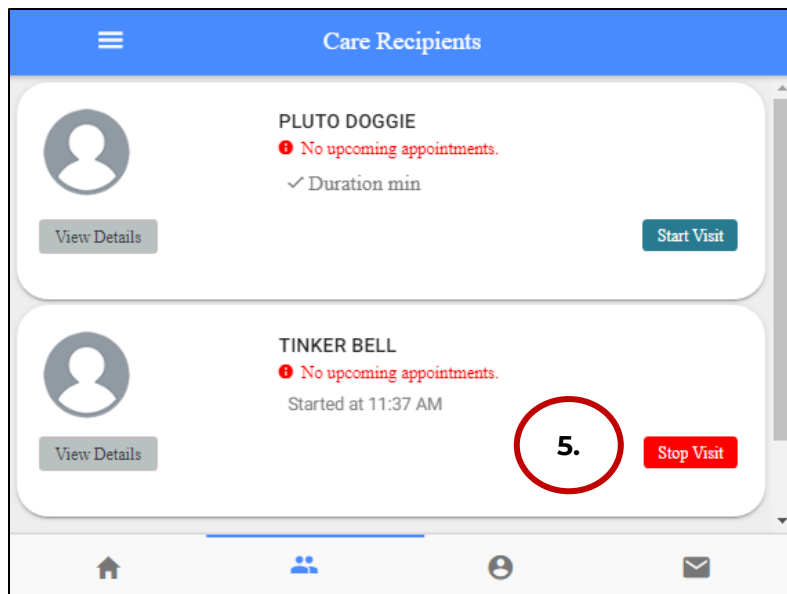 Care Recipients
PLUTO DOGGIE
No upcoming appointments.
Duration min
View Details
Start Visit
TINKER BELL
No upcoming appointments.
Started at 11:37 AM
5.
View Details
Stop Visit